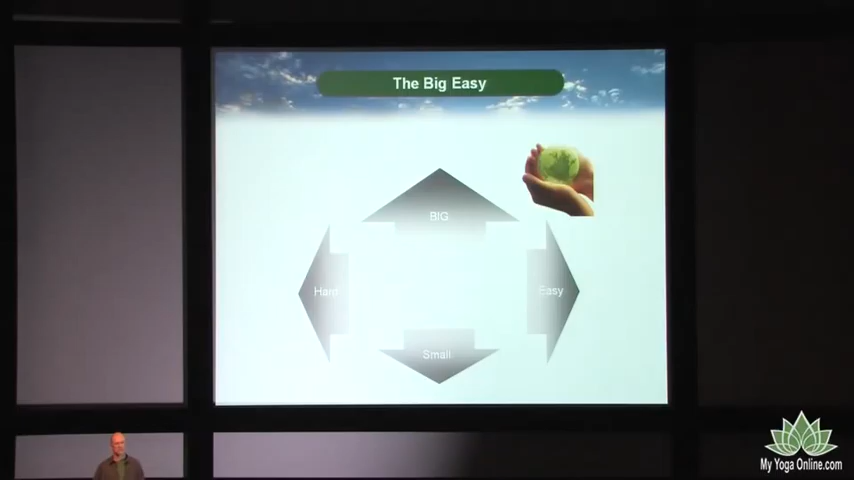 The Big Easy
BIG
Hard
Easy
Small
My Yoga Online.com